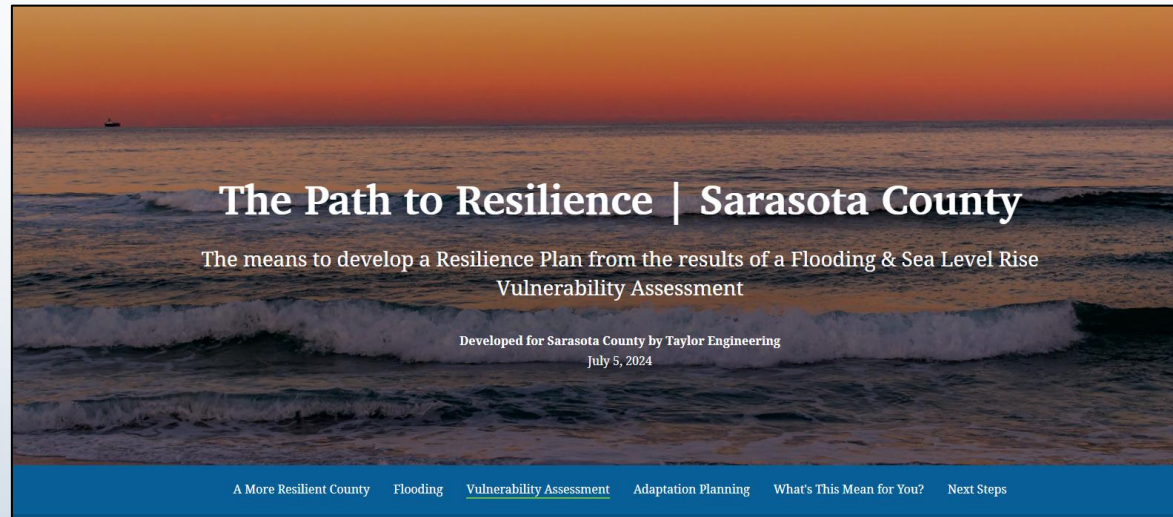 The Path to Resilience | Sarasota County
The means to develop a Resilience Plan from the results of a Flooding & Sea Level Rise
Vulnerability Assessment
Developed for Sarasota County by Taylor Engineering
July 5, 2024
A More Resilient County Flooding Vulnerability Assessment Adaptation Planning What's This Mean for You? Next Steps